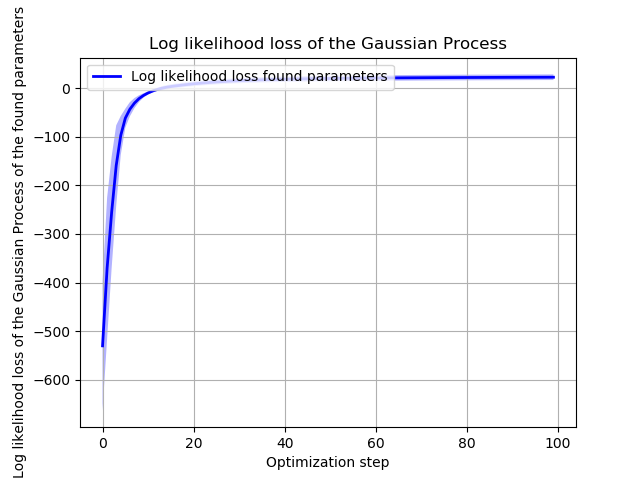 Log likelihood loss of the Gaussian Process
Log likelihood loss of the Gaussian Process of the found parameters
Log likelihood loss found parameters
0
−100
−200
−300
−400
−500
−600
0 20 40 60 80 100
Optimization step